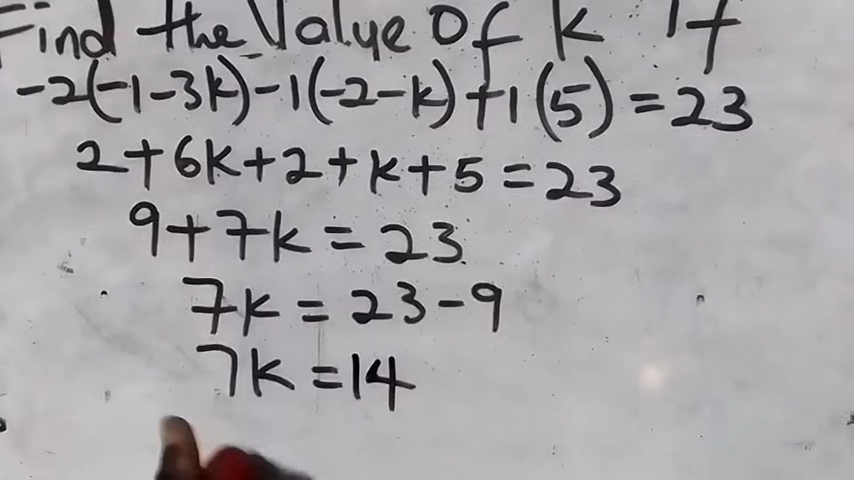 Find the Value Of k If
-2(-1-3k)-1(-2-k)+1(5)=23
2+6k+2+k+5=23
9+7k=23
7k=23-9
7k=14